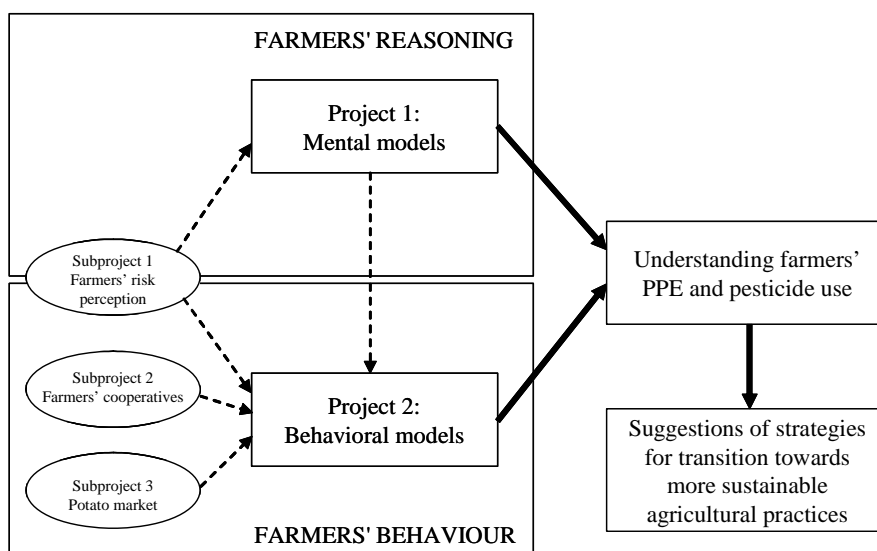 FARMERS' REASONING
Project 1:
Mental models
Subproject 1
Farmers' risk
perception
Subproject 2
Farmers' cooperatives
Subproject 3
Potato market
Project 2:
Behavioral models
FARMERS' BEHAVIOUR
Understanding farmers’
PPE and pesticide use
Suggestions of strategies
for transition towards
more sustainable
agricultural practices